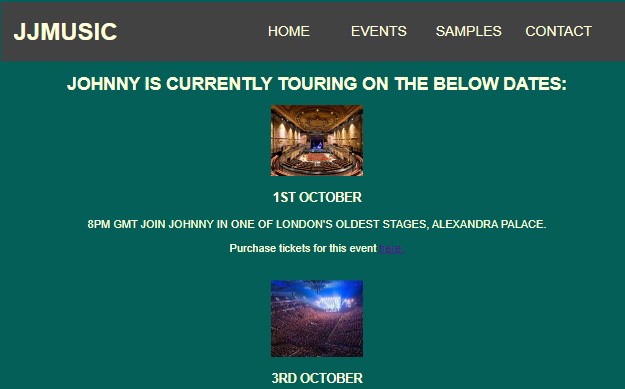 JJMUSIC HOME EVENTS SAMPLES CONTACT
JOHNNY IS CURRENTLY TOURING ON THE BELOW DATES:
1ST OCTOBER
8PM GMT JOIN JOHNNY IN ONE OF LONDON'S OLDEST STAGES, ALEXANDRA PALACE.
Purchase tickets for this event here.
3RD OCTOBER